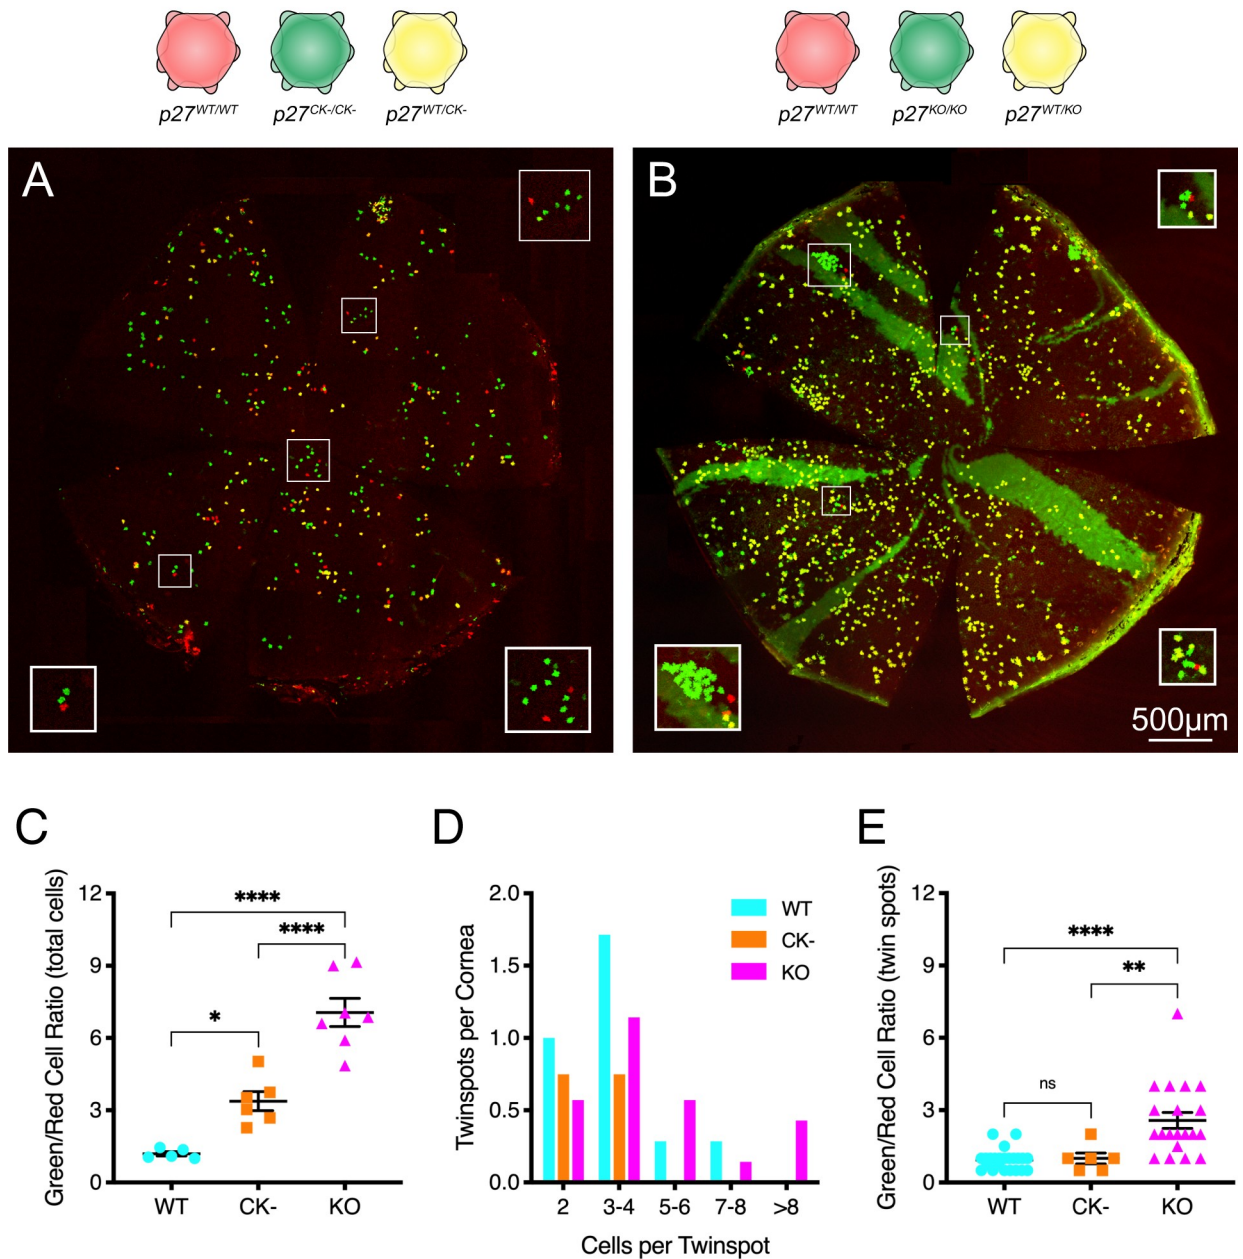 p27WT/WT p27CK-/CK- p27WT/CK- p27WT/WT p27KO/KO p27WT/KO
A B
500μm
C D E
Green/Red Cell Ratio (total cells)
12
9
6
3
0
**** 
****
*
WT CK- KO
Twinspots per Cornea
2.0
1.5
1.0
0.5
0.0
WT
CK-
KO
2 3-4 5-6 7-8 >8
Cells per Twinspot
Green/Red Cell Ratio (twin spots)
12
9
6
3
0
****
**
ns
WT CK- KO